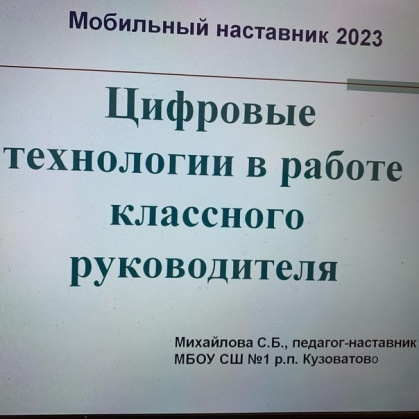 Мобильный наставник 2023
Цифровые
технологии в работе
классного
руководителя
Михайлова С.Б., педагог-наставник
МБОУ СШ №1 р.п. Кузоватово